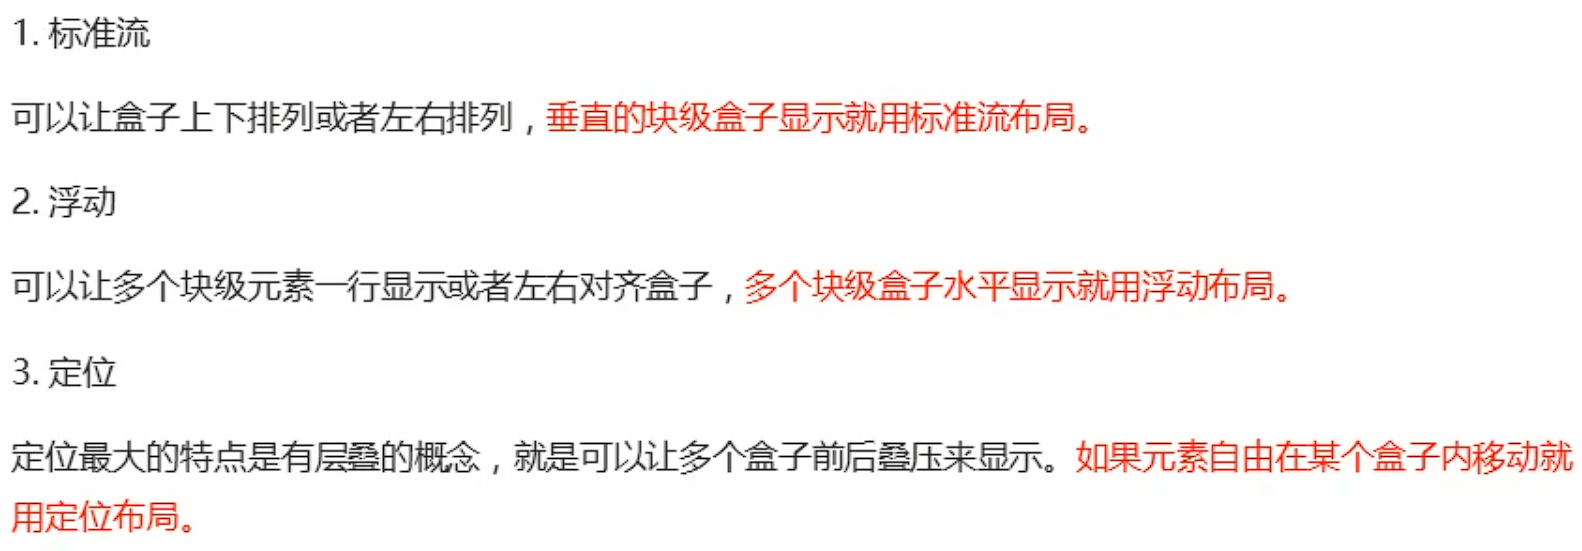 1. 标准流
可以让盒子上下排列或者左右排列，垂直的块级盒子显示就用标准流布局。
2. 浮动
可以让多个块级元素一行显示或者左右对齐盒子，多个块级盒子水平显示就用浮动布局。
3. 定位
定位最大的特点是有层叠的概念，就是可以让多个盒子前后叠压来显示。如果元素自由在某个盒子内移动就
用定位布局。